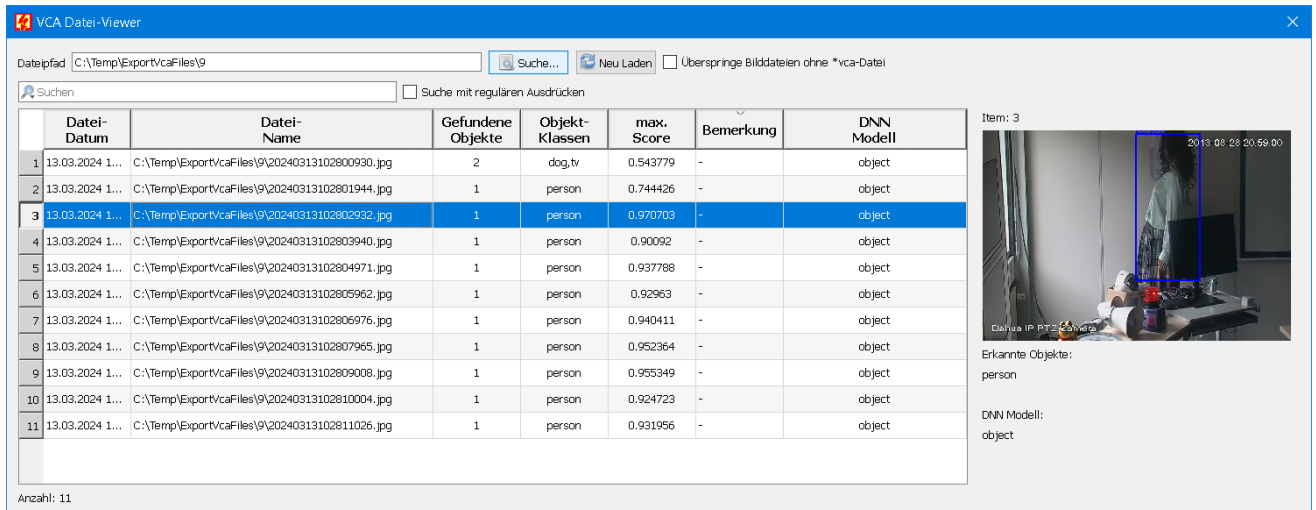 VCA Datei-Viewer
Dateipfad C:\Temp\ExportVcaFiles\9 Suche... Neu Laden Überspringe Bilddateien ohne *vca-Datei
Suchen Suche mit regulären Ausdrücken
Datei-Datum Datei-Name Gefundene Objekte Objekt-Klassen max. Score Bemerkung DNN Modell
1 13.03.2024 1... C:\Temp\ExportVcaFiles\9\20240313102800930.jpg 2 dog,tv 0.543779 - object
2 13.03.2024 1... C:\Temp\ExportVcaFiles\9\20240313102801944.jpg 1 person 0.744426 - object
3 13.03.2024 1... C:\Temp\ExportVcaFiles\9\20240313102802932.jpg 1 person 0.970703 - object
4 13.03.2024 1... C:\Temp\ExportVcaFiles\9\20240313102803940.jpg 1 person 0.90092 - object
5 13.03.2024 1... C:\Temp\ExportVcaFiles\9\20240313102804971.jpg 1 person 0.937788 - object
6 13.03.2024 1... C:\Temp\ExportVcaFiles\9\20240313102805962.jpg 1 person 0.92963 - object
7 13.03.2024 1... C:\Temp\ExportVcaFiles\9\20240313102806976.jpg 1 person 0.940411 - object
8 13.03.2024 1... C:\Temp\ExportVcaFiles\9\20240313102807965.jpg 1 person 0.952364 - object
9 13.03.2024 1... C:\Temp\ExportVcaFiles\9\20240313102809008.jpg 1 person 0.955349 - object
10 13.03.2024 1... C:\Temp\ExportVcaFiles\9\20240313102810004.jpg 1 person 0.924723 - object
11 13.03.2024 1... C:\Temp\ExportVcaFiles\9\20240313102811026.jpg 1 person 0.931956 - object
Anzahl: 11
Item: 3
2013-08-28 20:59:00
Dahua IP PTZ-Camera
Erkannte Objekte:
person
DNN Modell:
object